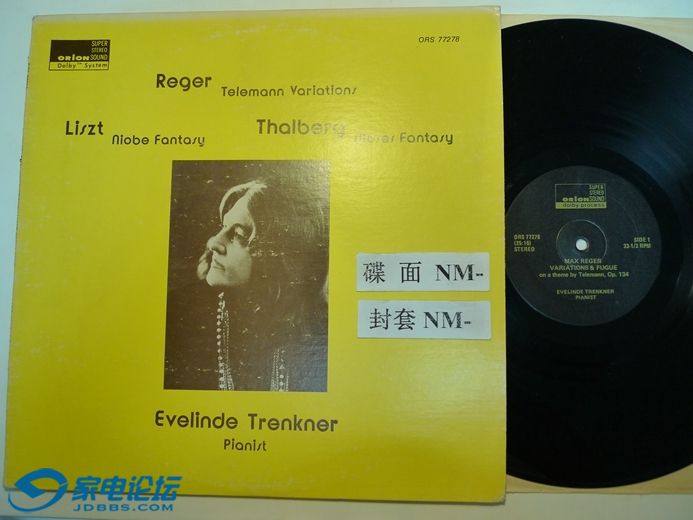 SUPER
STEREO
ORION SOUND
Dolby™ System
ORS 77278
Reger Telemann Variations
Liszt Niobe Fantasy
Thalberg Moses Fantasy
碟面 NM-
封套 NM-
Evelinde Trenkner
Pianist
SUPER
STEREO
ORION SOUND
dolby process
ORS 77278
STEREO
SIDE 1
33-1/3 RPM
MAX REGER
VARIATIONS & FUGUE
on a theme by Telemann, Op. 134
EVELINDE TRENKNER
PIANIST
家电论坛
JDBBS.COM